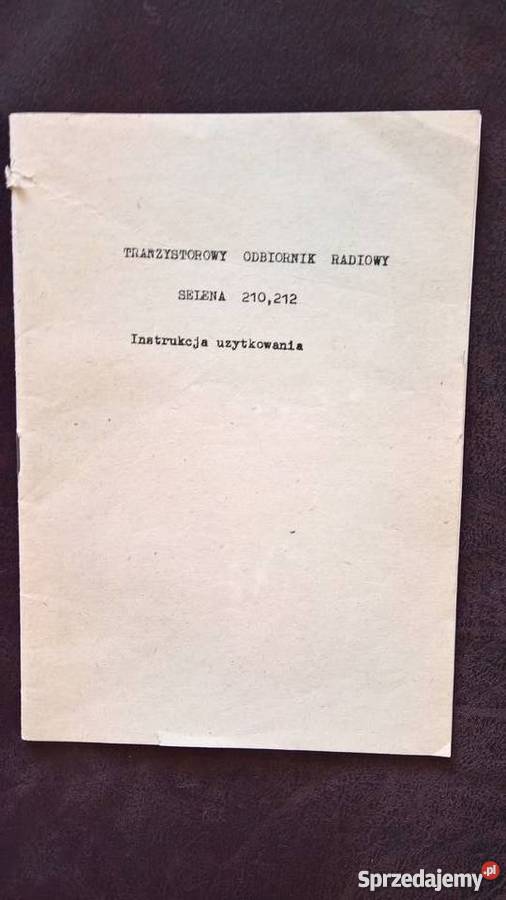 TRANZYSTOROWY ODBIORNIK RADIOWY
SELENA 210,212
Instrukcja uzytkowania
Sprzedajemy.pl